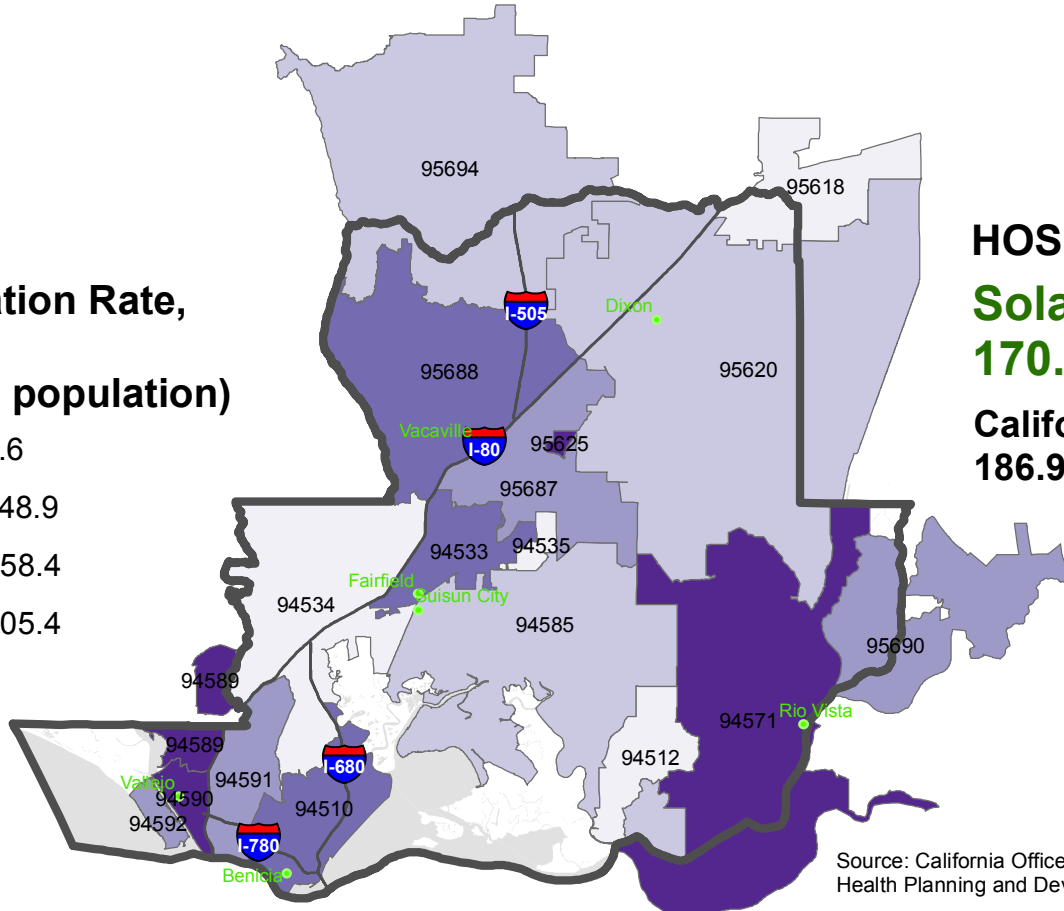 95694
95618
HOS
ation Rate,
Sola
170.
I-505
Dixon
population)
95688
95620
Califo
186.9
.6
Vacaville
I-80
95625
48.9
95687
58.4
94533
94535
Fairfield
Suisun City
94534
05.4
94585
95690
94589
94571
Rio Vista
94589
94512
94591
I-680
Vallejo
94590
94510
94592
I-780
Benicia
Source: California Office
Health Planning and Dev